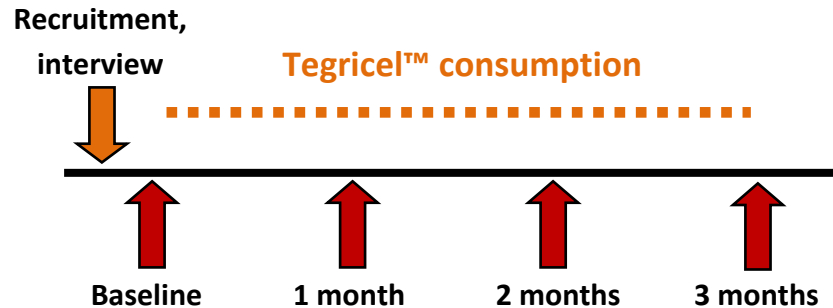 Recruitment,
interview
Tegricel™ consumption
Baseline
1 month
2 months
3 months